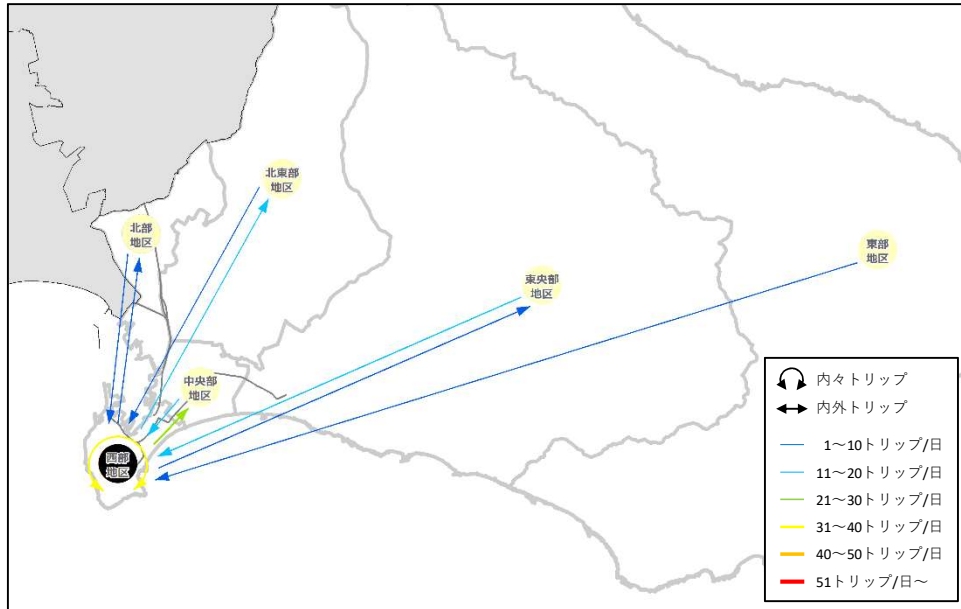 北東部
地区
北部
地区
東部
地区
東央部
地区
中央部
地区
西部
地区
内々トリップ
内外トリップ
1～10トリップ/日
11～20トリップ/日
21～30トリップ/日
31～40トリップ/日
40～50トリップ/日
51トリップ/日～